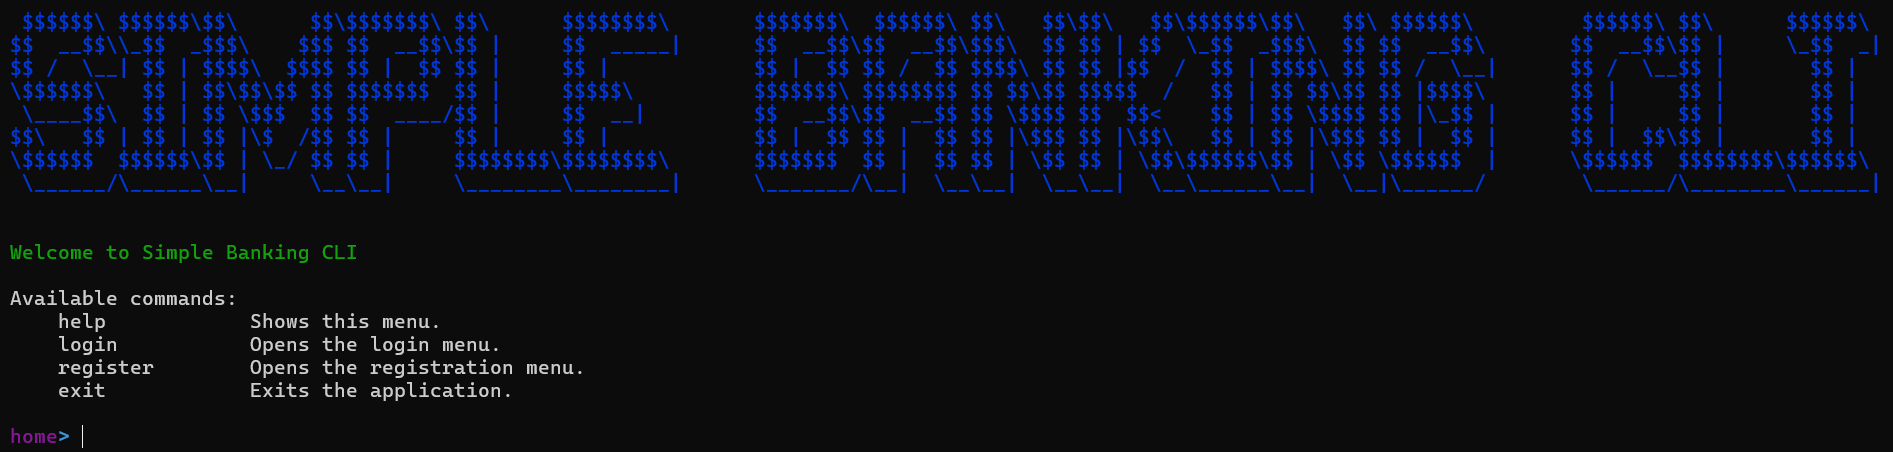 SIMPLE BANKING CLI
Welcome to Simple Banking CLI
Available commands:
help Shows this menu.
login Opens the login menu.
register Opens the registration menu.
exit Exits the application.
home>